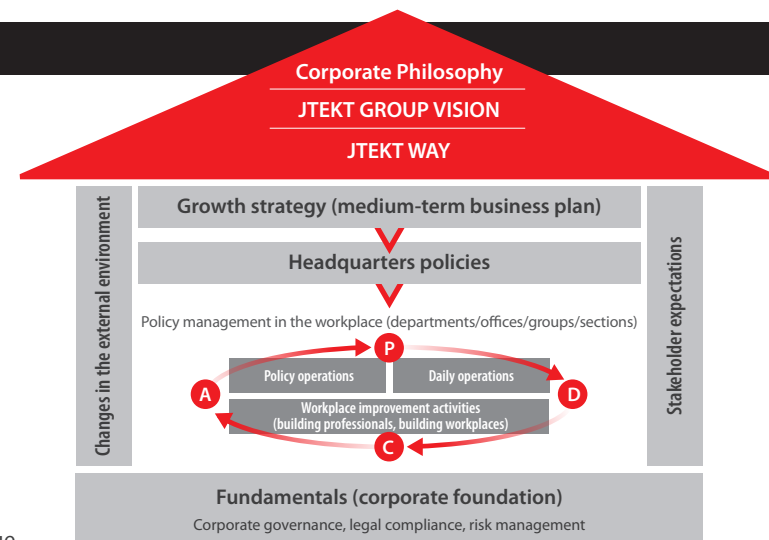 Corporate Philosophy
JTEKT GROUP VISION
JTEKT WAY
Changes in the external environment
Growth strategy (medium-term business plan)
Headquarters policies
Policy management in the workplace (departments/offices/groups/sections)
P
Policy operations
Daily operations
A
D
Workplace improvement activities
(building professionals, building workplaces)
C
Stakeholder expectations
Fundamentals (corporate foundation)
Corporate governance, legal compliance, risk management